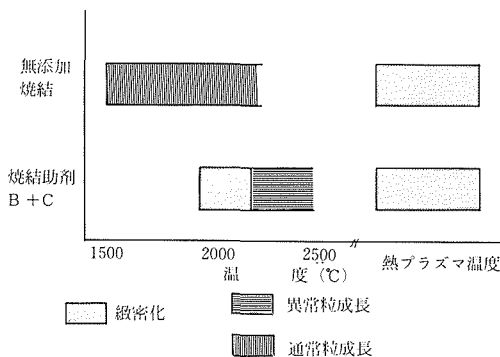 無添加
焼結
焼結助剤
B+C
1500 2000 2500 熱プラズマ温度
温 度 (℃)
緻密化
異常粒成長
通常粒成長